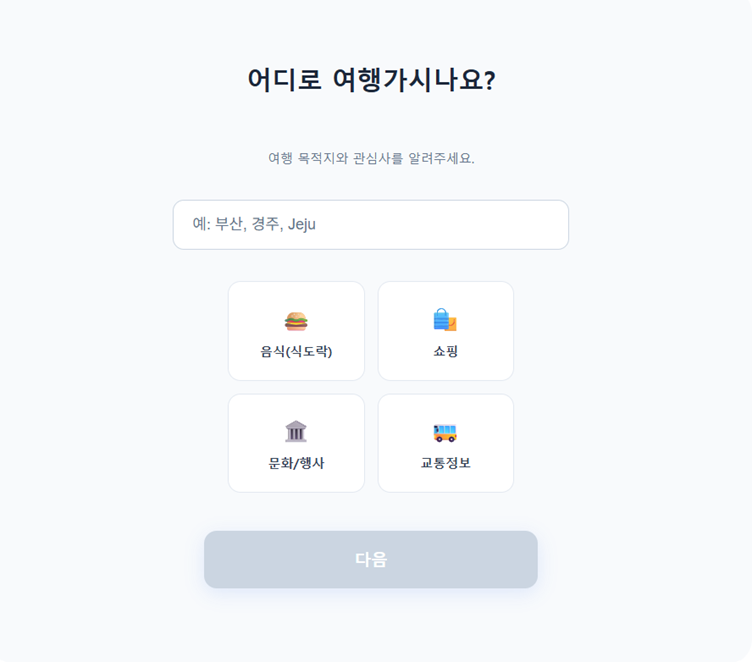 어디로 여행가시나요?
여행 목적지와 관심사를 알려주세요.
예: 부산, 경주, Jeju
음식(식도락)
쇼핑
문화/행사
교통정보
다음